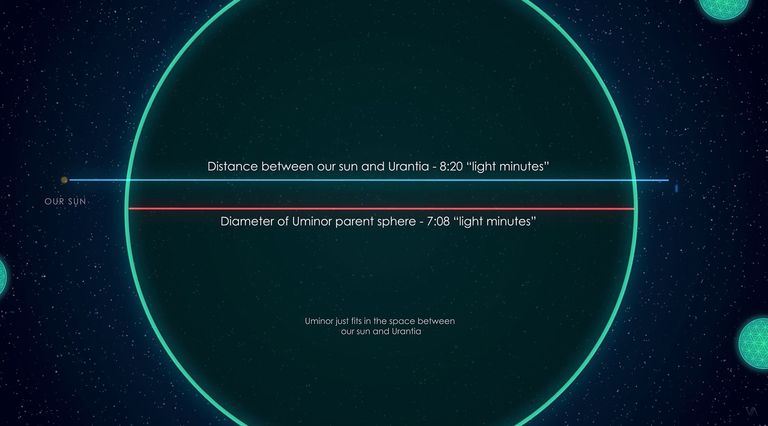 Distance between our sun and Urantia - 8:20 “light minutes”
OUR SUN
Diameter of Uminor parent sphere - 7:08 “light minutes”
Uminor just fits in the space between
our sun and Urantia